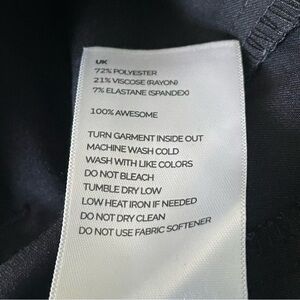 UK
72% POLYESTER
21% VISCOSE (RAYON)
7% ELASTANE (SPANDEX)
100% AWESOME
TURN GARMENT INSIDE OUT
MACHINE WASH COLD
WASH WITH LIKE COLORS
DO NOT BLEACH
TUMBLE DRY LOW
LOW HEAT IRON IF NEEDED
DO NOT DRY CLEAN
DO NOT USE FABRIC SOFTENER